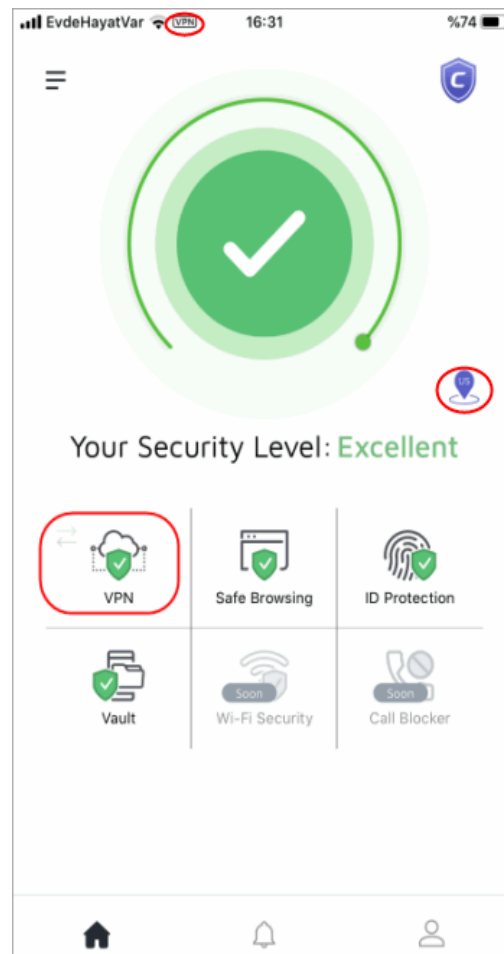 EvdeHayatVar VPN 16:31 %74
C
US
Your Security Level: Excellent
VPN Safe Browsing ID Protection
Soon Soon
Vault Wi-Fi Security Call Blocker